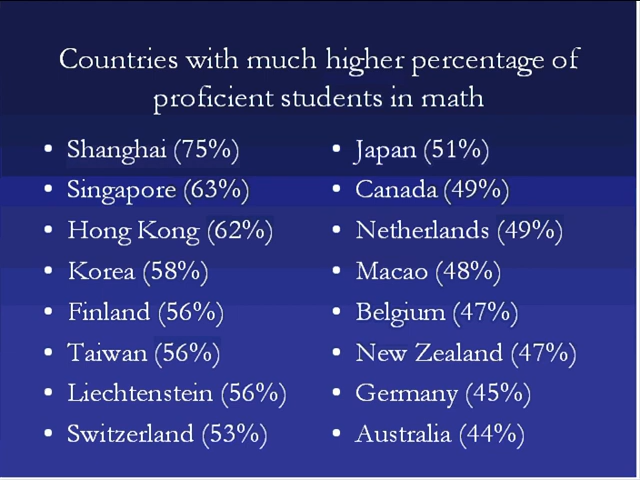 Countries with much higher percentage of
proficient students in math
• Shanghai (75%)
• Singapore (63%)
• Hong Kong (62%)
• Korea (58%)
• Finland (56%)
• Taiwan (56%)
• Liechtenstein (56%)
• Switzerland (53%)
• Japan (51%)
• Canada (49%)
• Netherlands (49%)
• Macao (48%)
• Belgium (47%)
• New Zealand (47%)
• Germany (45%)
• Australia (44%)